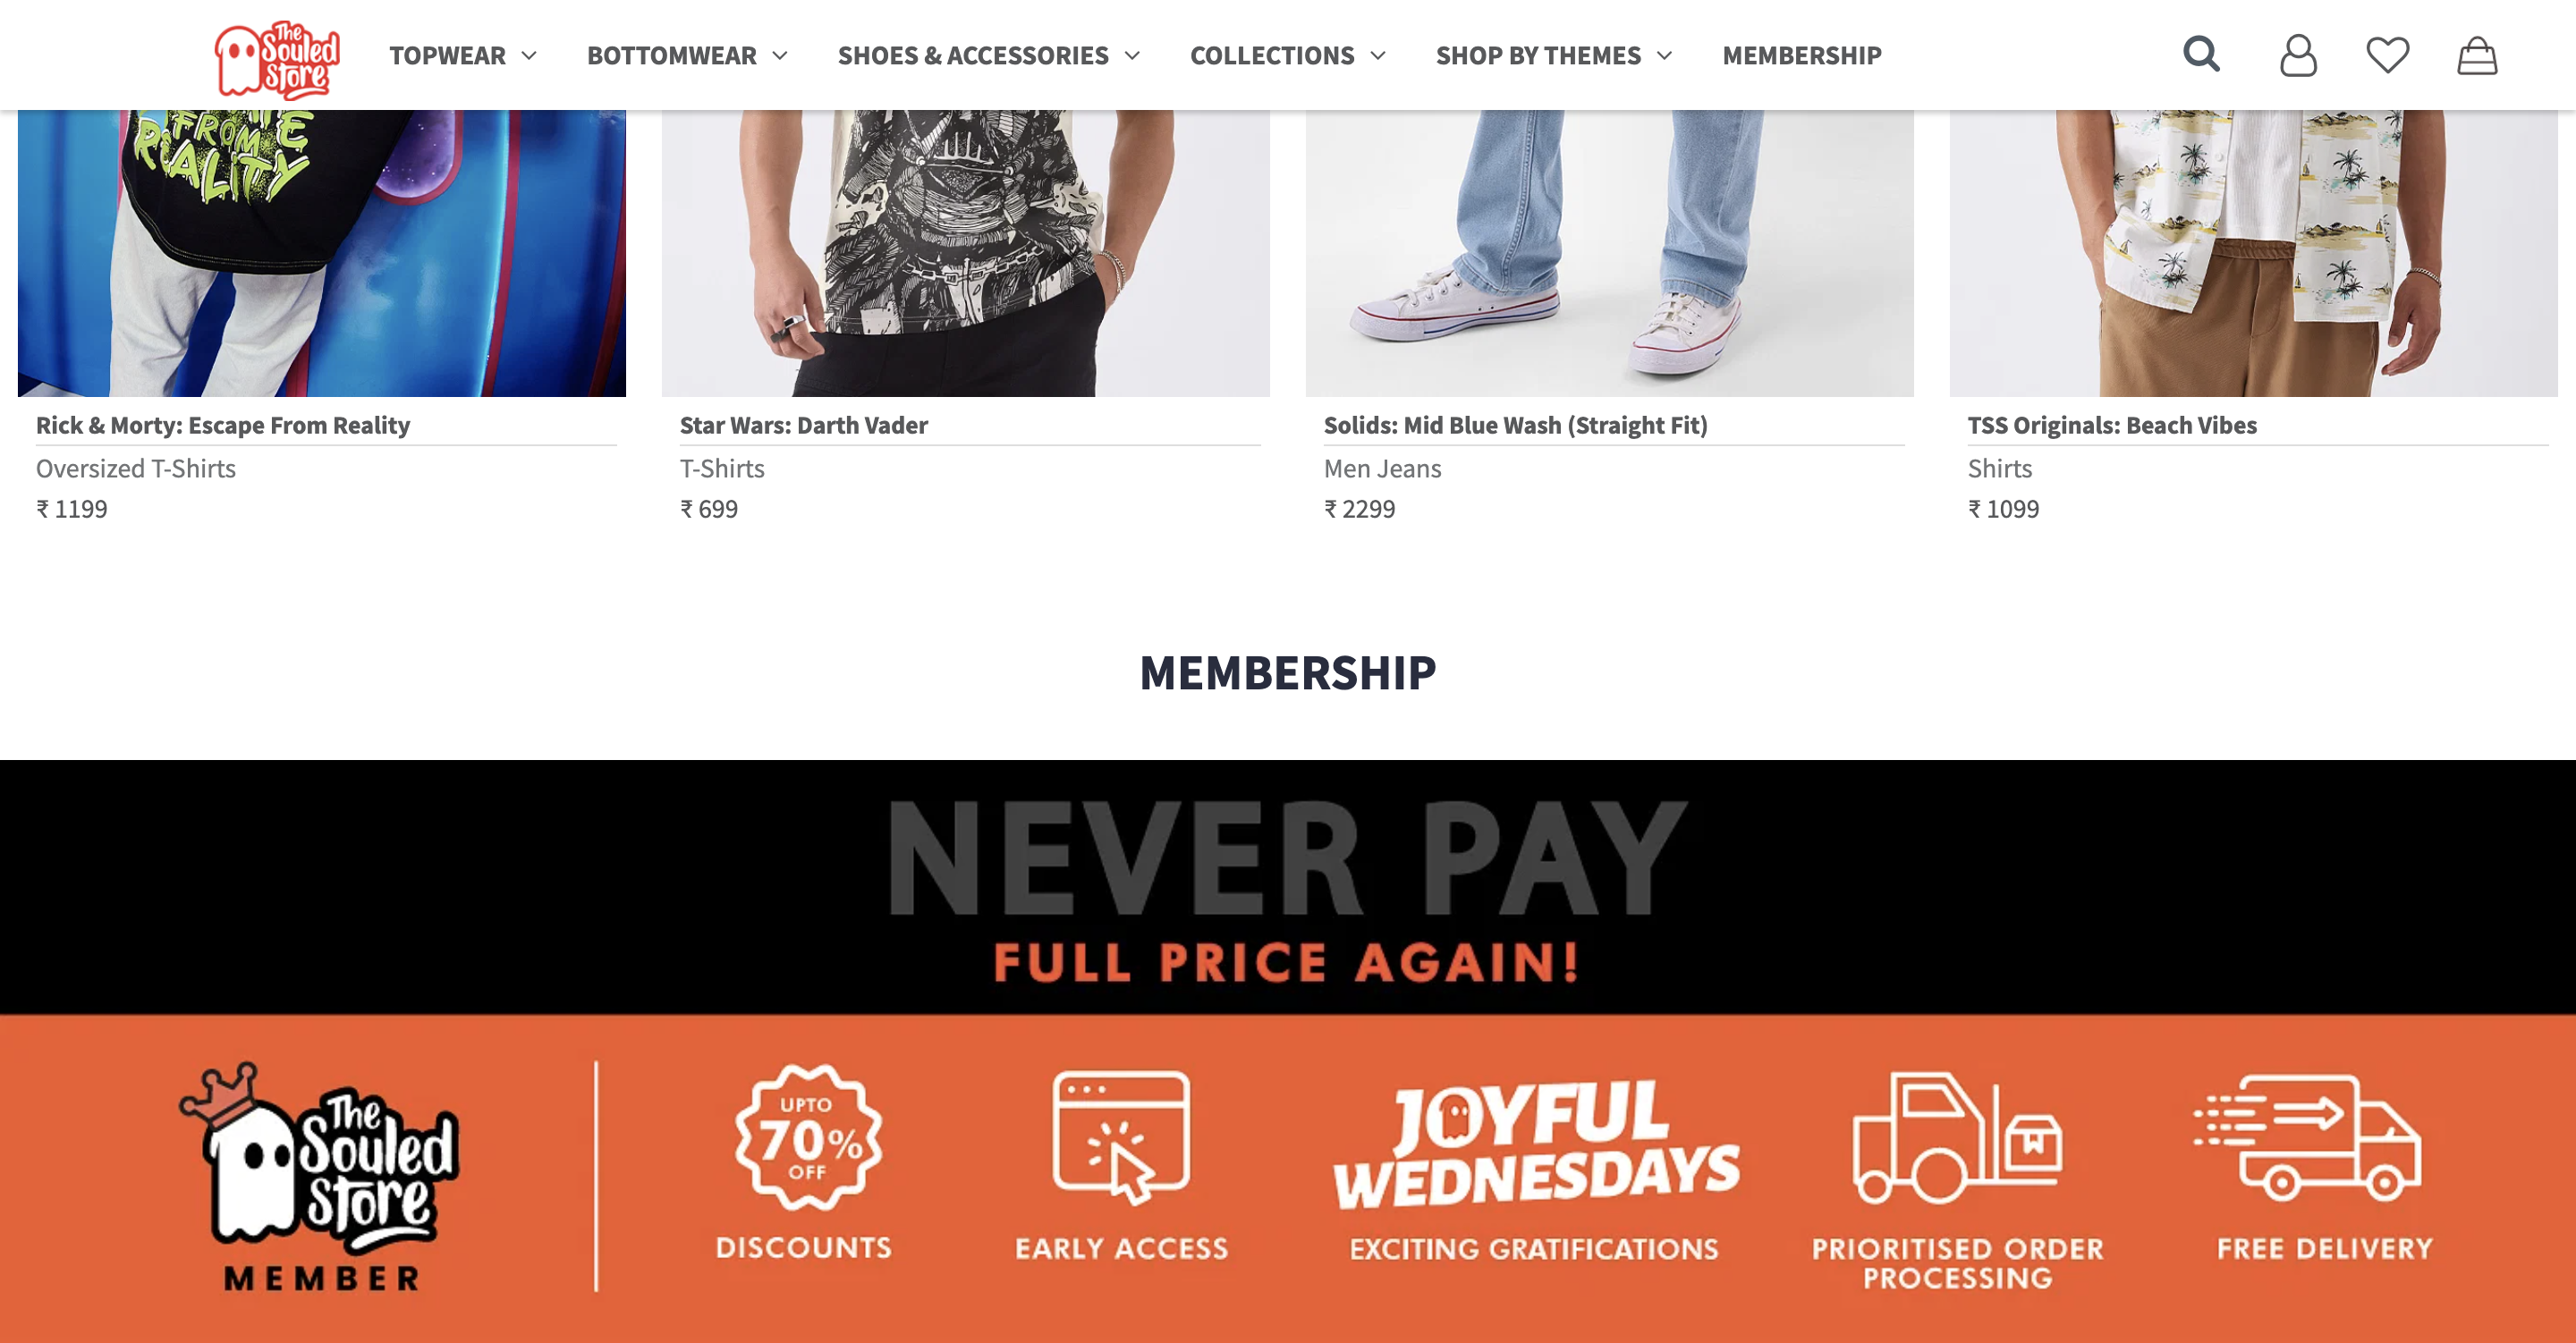 The Souled Store
TOPWEAR
BOTTOMWEAR
SHOES & ACCESSORIES
COLLECTIONS
SHOP BY THEMES
MEMBERSHIP
FROM
REALITY
Rick & Morty: Escape From Reality
Oversized T-Shirts
₹ 1199
Star Wars: Darth Vader
T-Shirts
₹ 699
Solids: Mid Blue Wash (Straight Fit)
Men Jeans
₹ 2299
TSS Originals: Beach Vibes
Shirts
₹ 1099
MEMBERSHIP
NEVER PAY
FULL PRICE AGAIN!
The
Souled
Store
MEMBER
UPTO
70%
OFF
DISCOUNTS
EARLY ACCESS
JOYFUL
WEDNESDAYS
EXCITING GRATIFICATIONS
PRIORITISED ORDER
PROCESSING
FREE DELIVERY